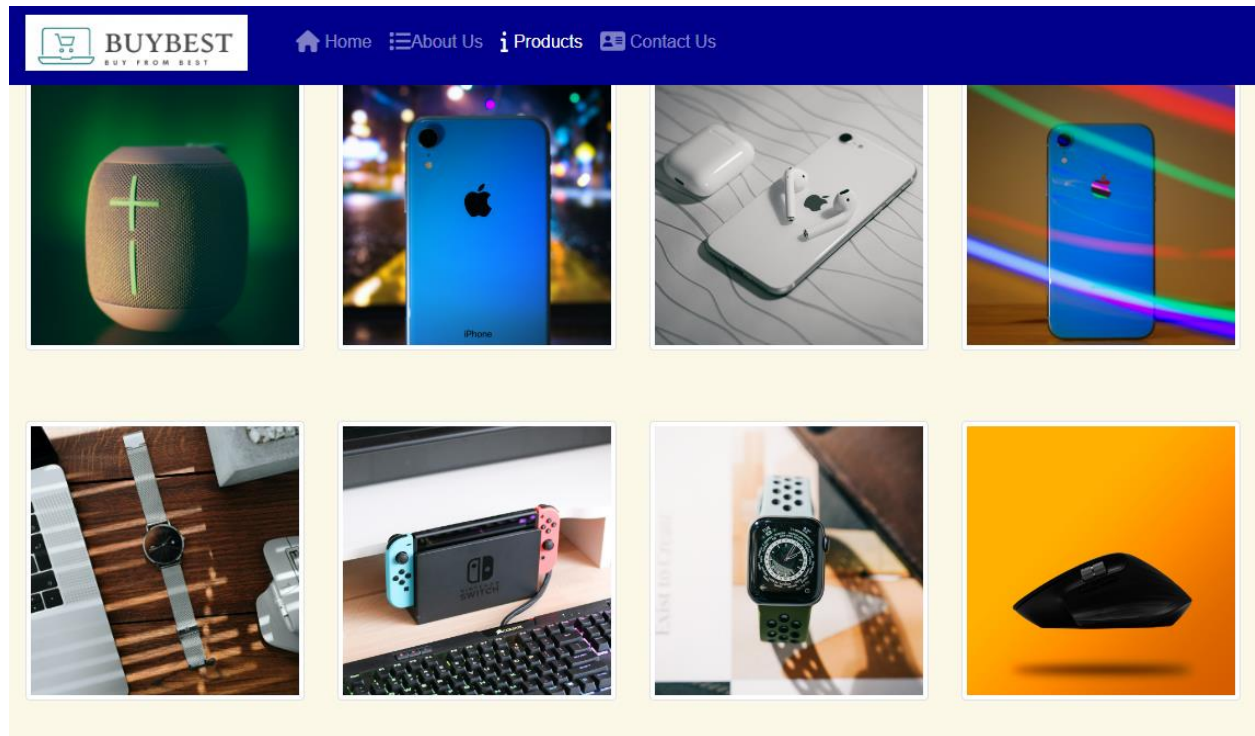 BUYBEST
BUY FROM BEST
Home About Us Products Contact Us
iPhone
NINTENDO
SWITCH